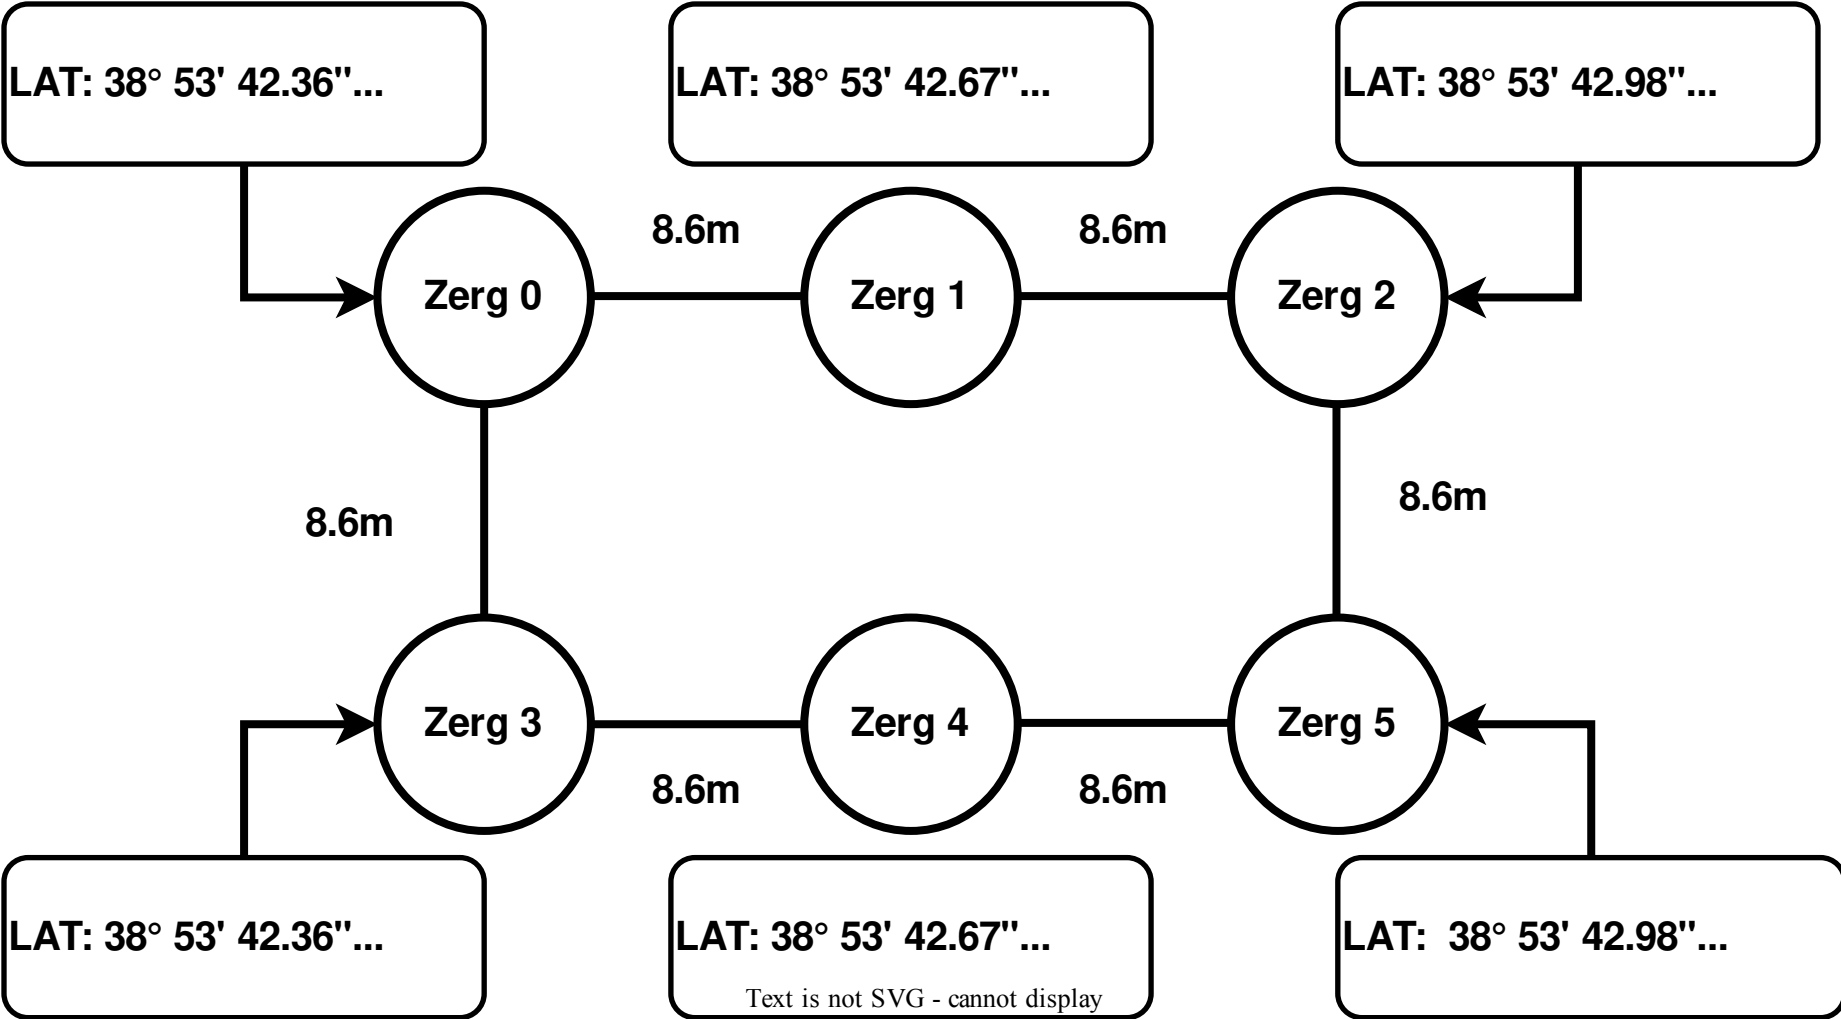 LAT: 38° 53' 42.36"...
LAT: 38° 53' 42.67"...
LAT: 38° 53' 42.98"...
8.6m
8.6m
Zerg 0
Zerg 1
Zerg 2
8.6m
8.6m
Zerg 3
Zerg 4
Zerg 5
8.6m
8.6m
LAT: 38° 53' 42.36"...
LAT: 38° 53' 42.67"...
LAT:  38° 53' 42.98"...
Text is not SVG - cannot display